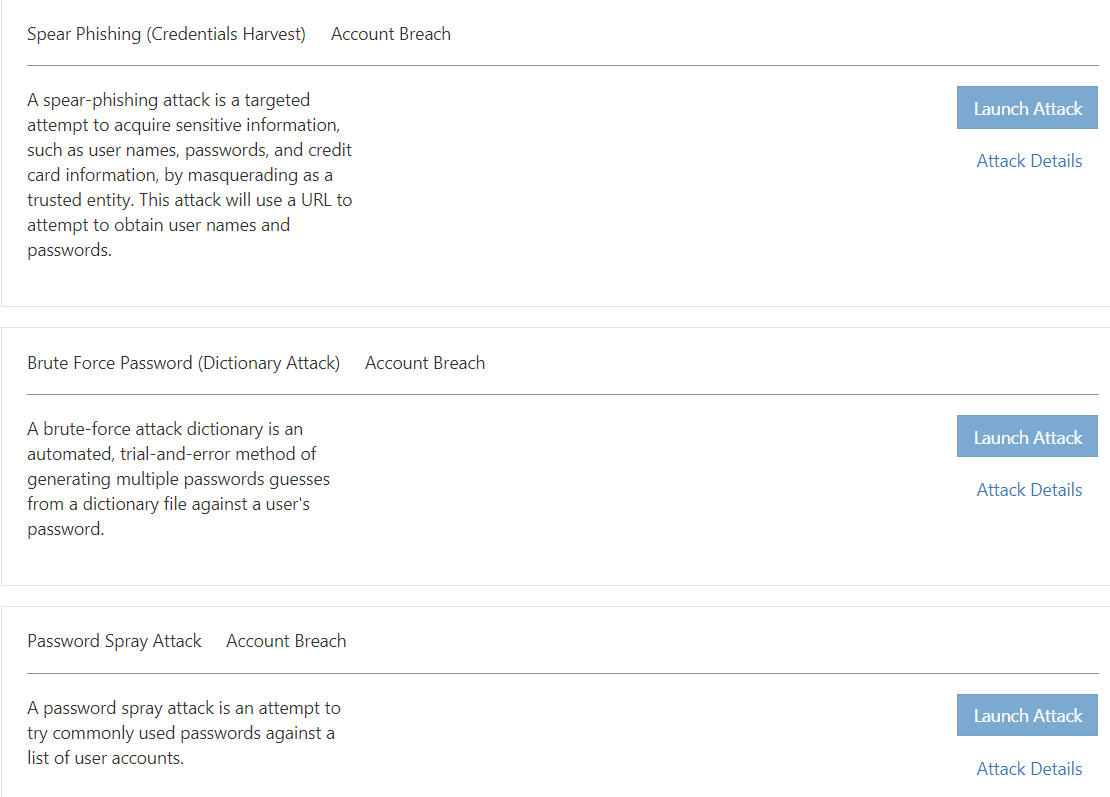 Spear Phishing (Credentials Harvest) Account Breach
A spear-phishing attack is a targeted
attempt to acquire sensitive information,
such as user names, passwords, and credit
card information, by masquerading as a
trusted entity. This attack will use a URL to
attempt to obtain user names and
passwords.
Launch Attack
Attack Details
Brute Force Password (Dictionary Attack) Account Breach
A brute-force attack dictionary is an
automated, trial-and-error method of
generating multiple passwords guesses
from a dictionary file against a user's
password.
Launch Attack
Attack Details
Password Spray Attack Account Breach
A password spray attack is an attempt to
try commonly used passwords against a
list of user accounts.
Launch Attack
Attack Details